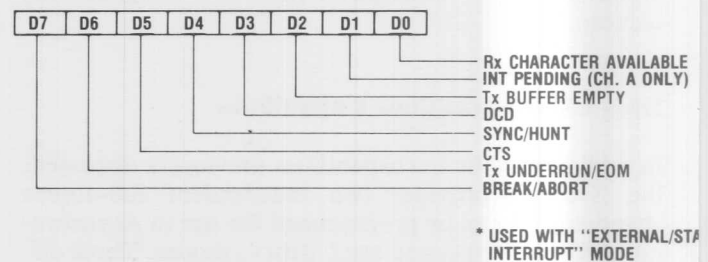 D7 D6 D5 D4 D3 D2 D1 D0
Rx CHARACTER AVAILABLE
INT PENDING (CH. A ONLY)
Tx BUFFER EMPTY
DCD
SYNC/HUNT
CTS
Tx UNDERRUN/EOM
BREAK/ABORT
* USED WITH "EXTERNAL/STA
INTERRUPT" MODE